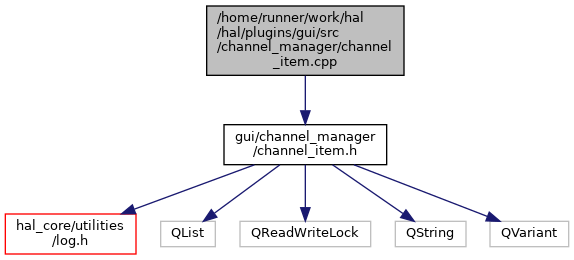 /home/runner/work/hal
/hal/plugins/gui/src
/channel_manager/channel
_item.cpp
gui/channel_manager
/channel_item.h
hal_core/utilities
/log.h
QList
QReadWriteLock
QString
QVariant